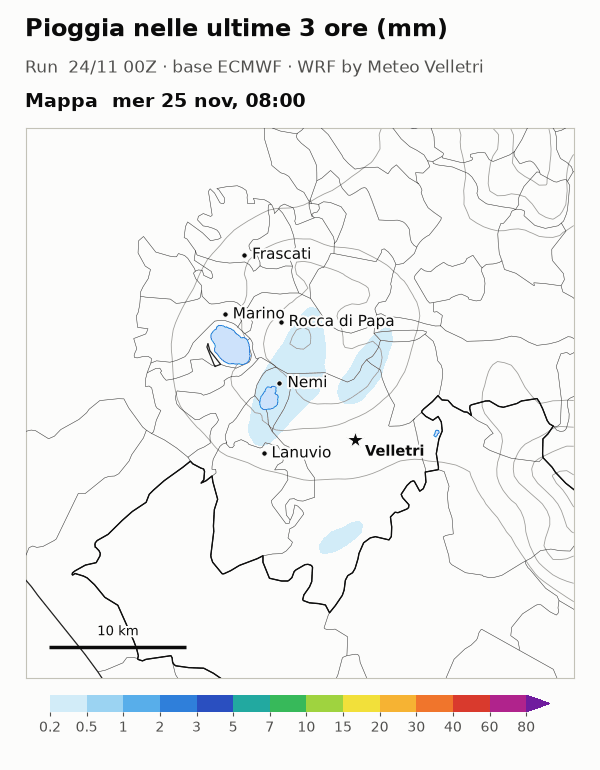 Pioggia nelle ultime 3 ore (mm)
Run  24/11 00Z · base ECMWF · WRF by Meteo Velletri
Mappa  mer 25 nov, 08:00
Frascati
Marino
Rocca di Papa
Nemi
Velletri
Lanuvio
10 km
0.2 0.5 1 2 3 5 7 10 15 20 30 40 60 80